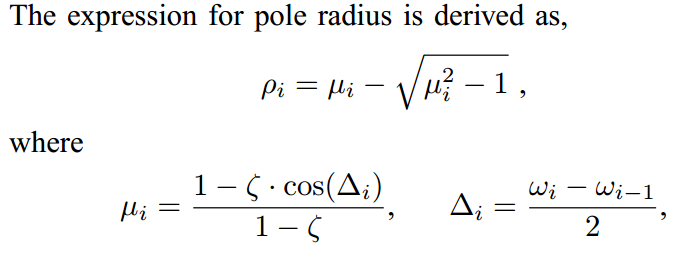 The expression for pole radius is derived as,
ρ_i = μ_i − √(μ_i^2 − 1) ,
where
μ_i = (1 − ζ · cos(Δ_i)) / (1 − ζ), Δ_i = (ω_i − ω_{i−1}) / 2,